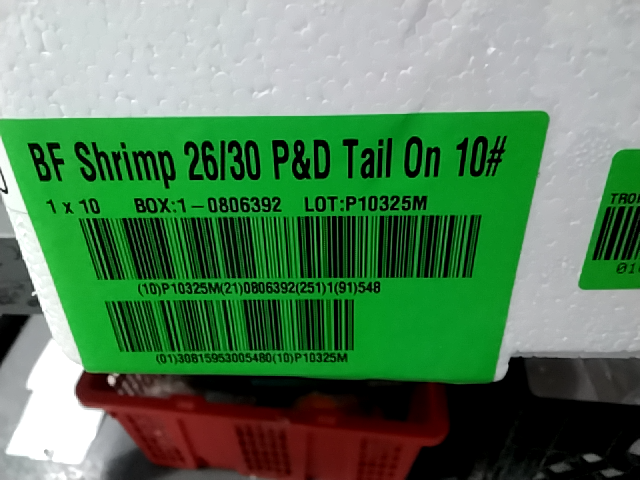 BF Shrimp 26/30 P&D Tail On 10#
1 x 10 BOX:1-0806392 LOT:P10325M
(10)P10325M(21)0806392(251)1(91)548
(01)30815953005480(10)P10325M